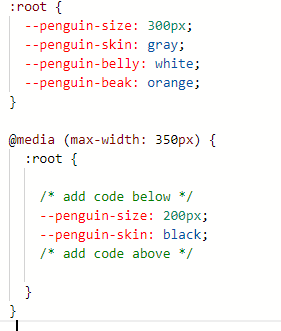 :root {
--penguin-size: 300px;
--penguin-skin: gray;
--penguin-belly: white;
--penguin-beak: orange;
}
@media (max-width: 350px) {
:root {
/* add code below */
--penguin-size: 200px;
--penguin-skin: black;
/* add code above */
}
}